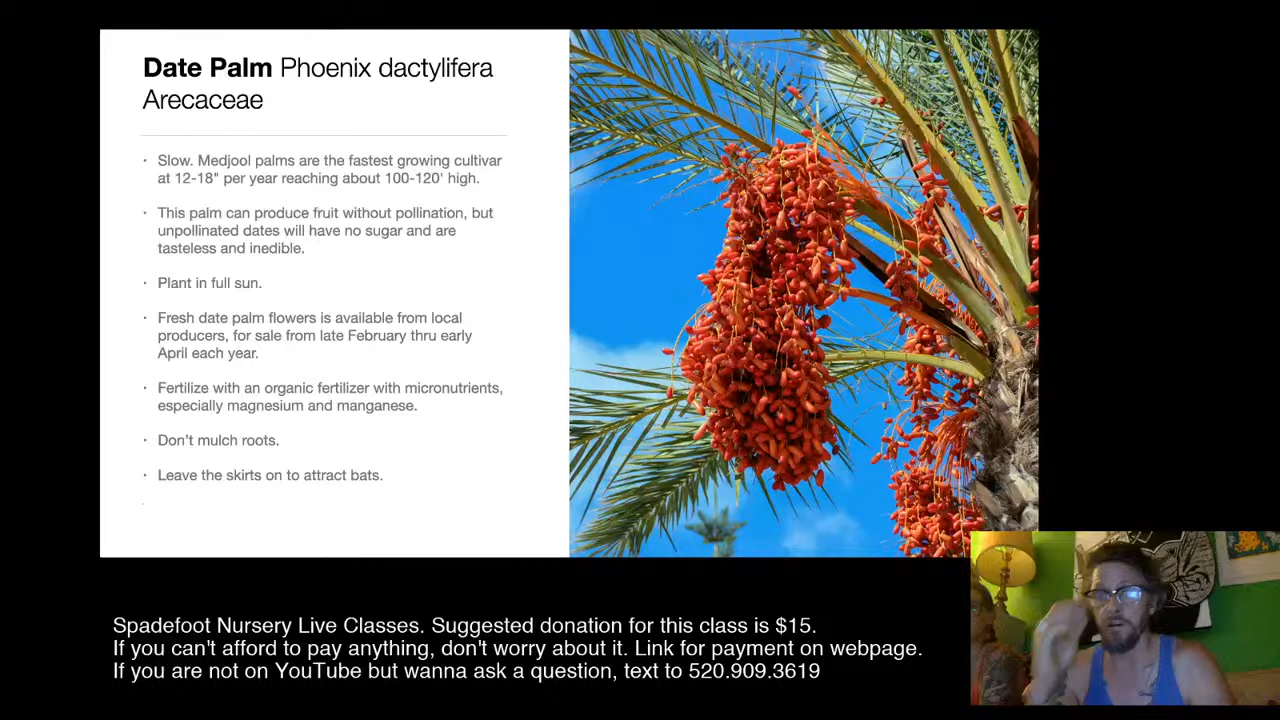 Date Palm Phoenix dactylifera
Arecaceae
· Slow. Medjool palms are the fastest growing cultivar
at 12-18" per year reaching about 100-120' high.
· This palm can produce fruit without pollination, but
unpollinated dates will have no sugar and are
tasteless and inedible.
· Plant in full sun.
· Fresh date palm flowers is available from local
producers, for sale from late February thru early
April each year.
· Fertilize with an organic fertilizer with micronutrients,
especially magnesium and manganese.
· Don't mulch roots.
· Leave the skirts on to attract bats.
Spadefoot Nursery Live Classes. Suggested donation for this class is $15.
If you can't afford to pay anything, don't worry about it. Link for payment on webpage.
If you are not on YouTube but wanna ask a question, text to 520.909.3619